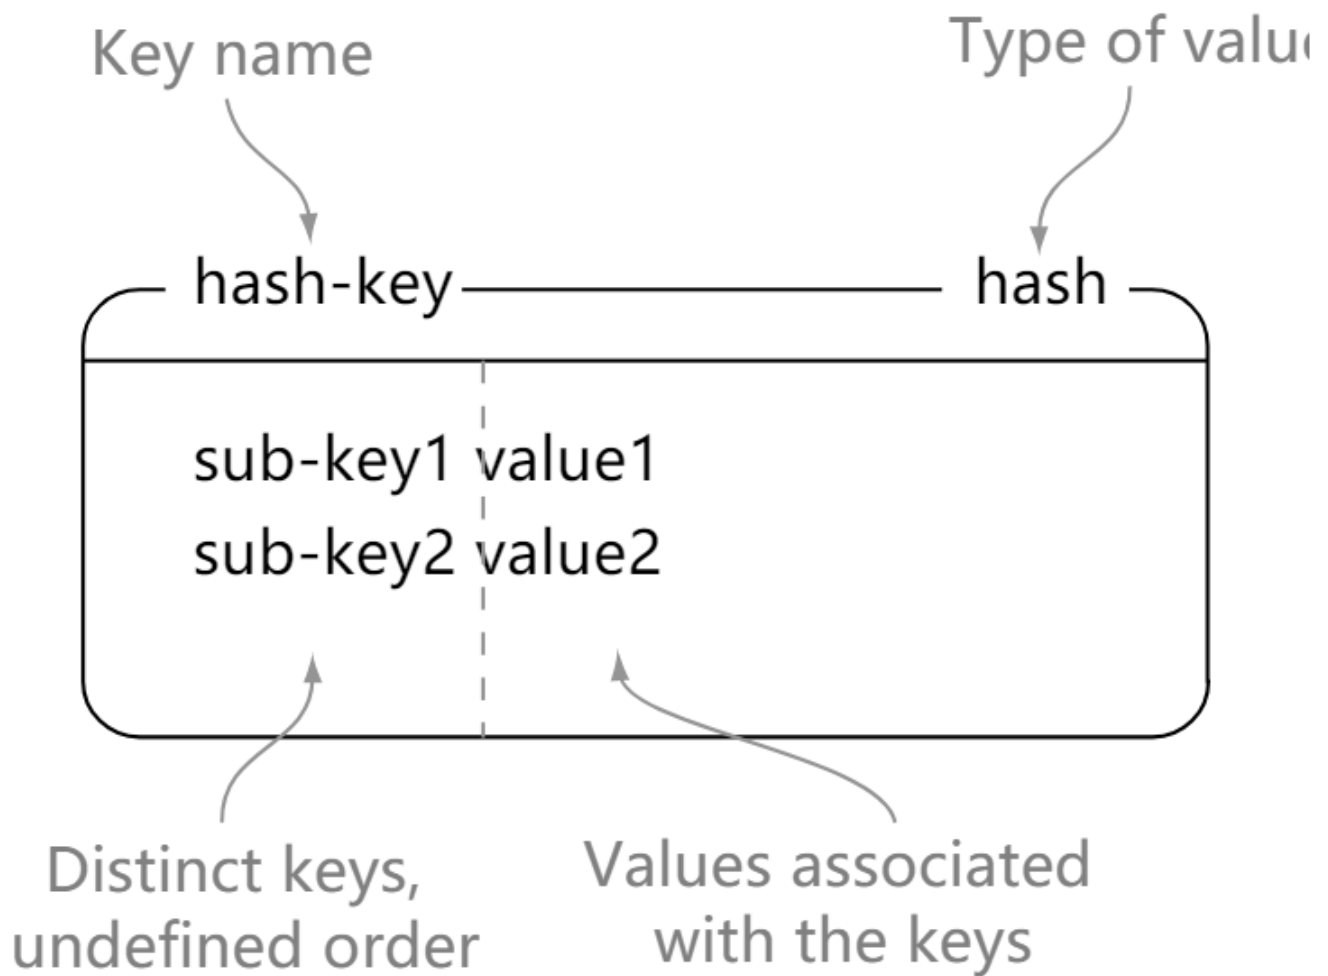 Key name
Type of valu
hash-key
hash
sub-key1 value1
sub-key2 value2
Distinct keys,
undefined order
Values associated
with the keys